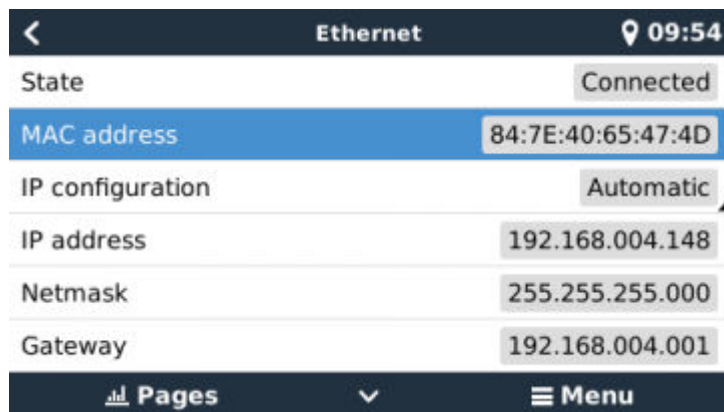 Ethernet 09:54
State Connected
MAC address 84:7E:40:65:47:4D
IP configuration Automatic
IP address 192.168.004.148
Netmask 255.255.255.000
Gateway 192.168.004.001
Pages Menu